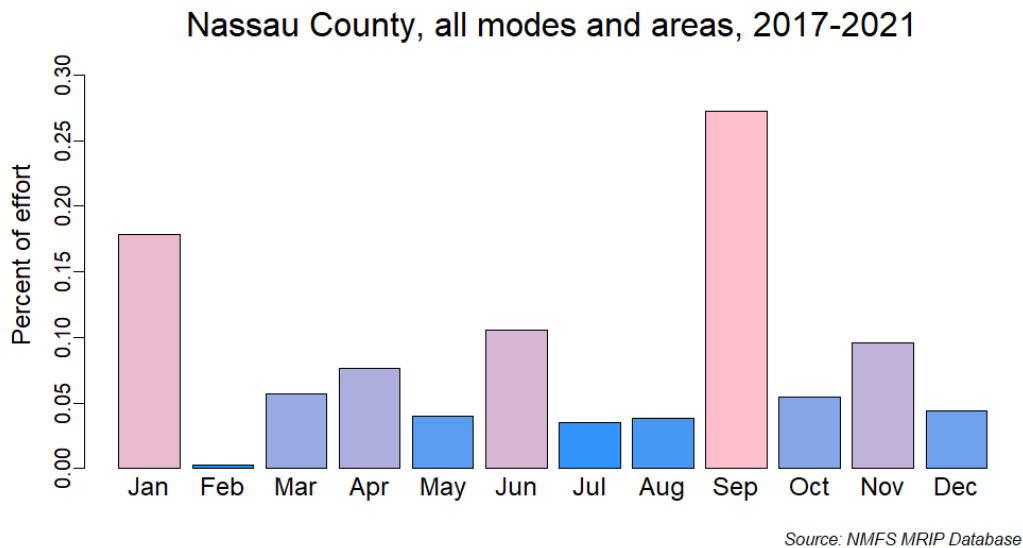 Nassau County, all modes and areas, 2017-2021
Percent of effort
0.30
0.25
0.20
0.15
0.10
0.05
0.00
Jan Feb Mar Apr May Jun Jul Aug Sep Oct Nov Dec
Source: NMFS MRIP Database